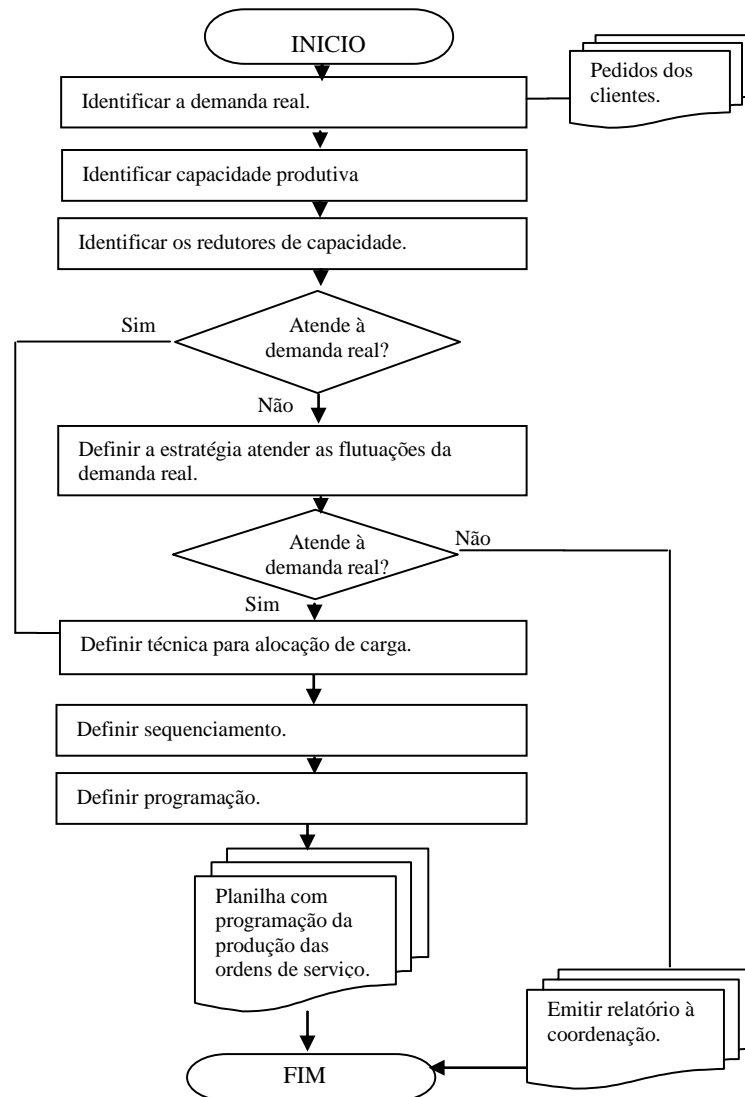 INICIO
Pedidos dos
clientes.
Identificar a demanda real.
Identificar capacidade produtiva
Identificar os redutores de capacidade.
Sim
Atende à
demanda real?
Não
Definir a estratégia atender as flutuações da
demanda real.
Atende à
demanda real?
Não
Sim
Definir técnica para alocação de carga.
Definir sequenciamento.
Definir programação.
Planilha com
programação da
produção das
ordens de serviço.
Emitir relatório à
coordenação.
FIM